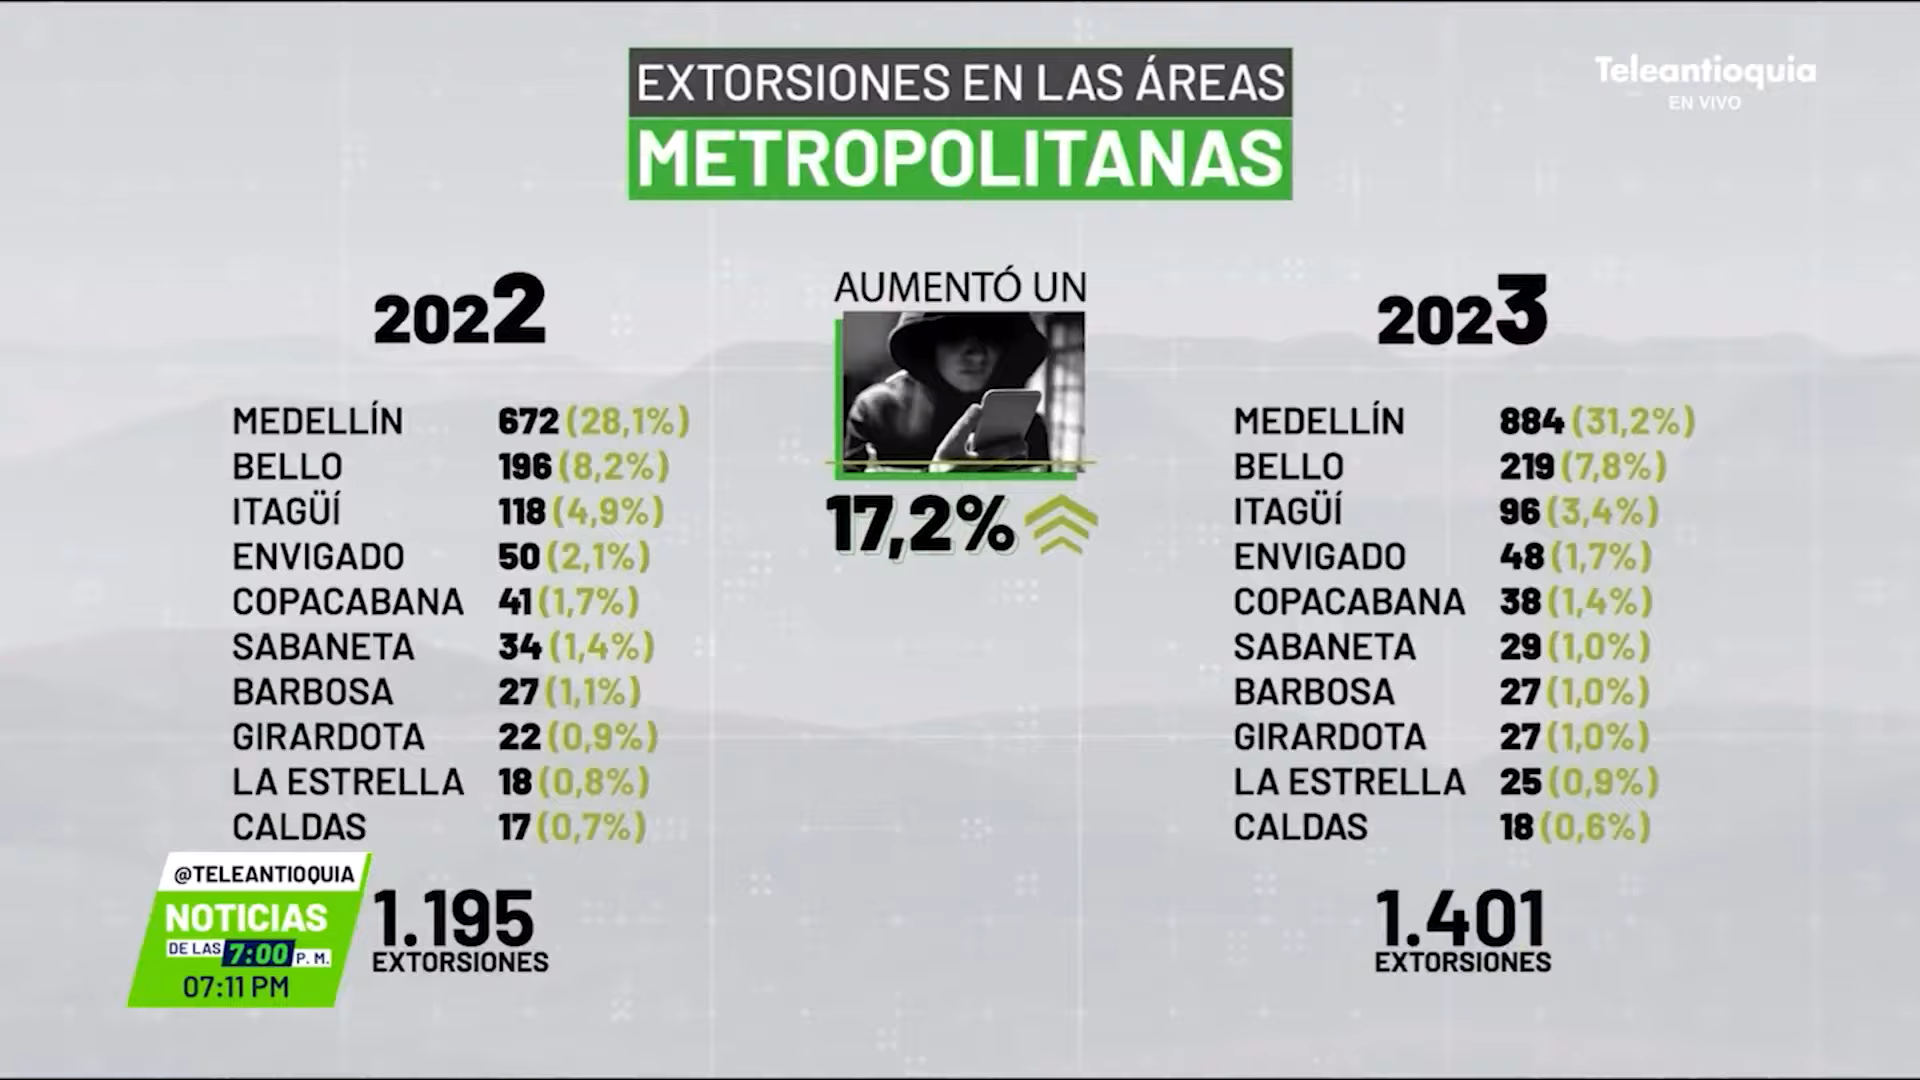 EXTORSIONES EN LAS ÁREAS
METROPOLITANAS
Teleantioquia
EN VIVO
2022
MEDELLÍN 672 (28,1%)
BELLO 196 (8,2%)
ITAGÜÍ 118 (4,9%)
ENVIGADO 50 (2,1%)
COPACABANA 41 (1,7%)
SABANETA 34 (1,4%)
BARBOSA 27 (1,1%)
GIRARDOTA 22 (0,9%)
LA ESTRELLA 18 (0,8%)
CALDAS 17 (0,7%)
1.195
EXTORSIONES
AUMENTÓ UN
17,2%
2023
MEDELLÍN 884 (31,2%)
BELLO 219 (7,8%)
ITAGÜÍ 96 (3,4%)
ENVIGADO 48 (1,7%)
COPACABANA 38 (1,4%)
SABANETA 29 (1,0%)
BARBOSA 27 (1,0%)
GIRARDOTA 27 (1,0%)
LA ESTRELLA 25 (0,9%)
CALDAS 18 (0,6%)
1.401
EXTORSIONES
@TELEANTIOQUIA
NOTICIAS
DE LAS 7:00 P. M.
07:11 PM